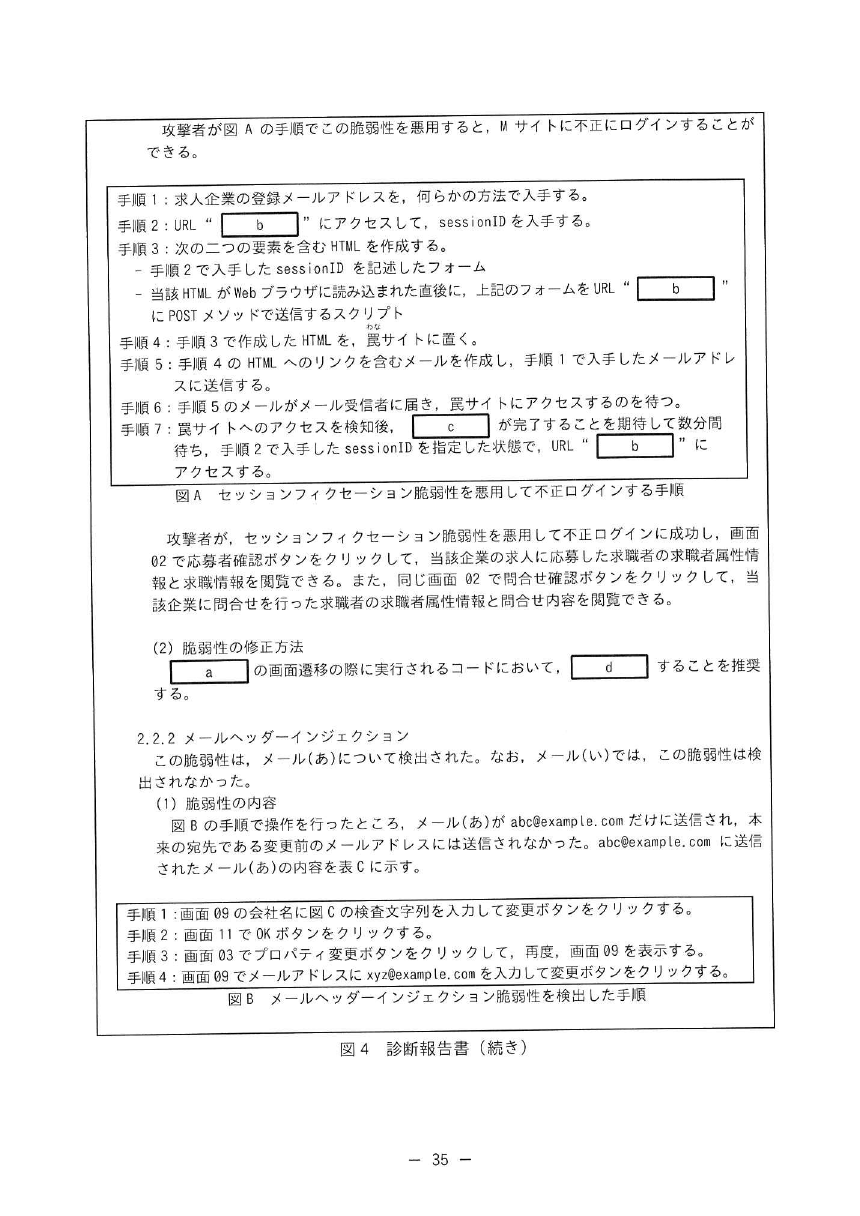 攻撃者が図 A の手順でこの脆弱性を悪用すると，M サイトに不正にログインすることが
できる。
手順 1：求人企業の登録メールアドレスを，何らかの方法で入手する。
手順 2：URL “ b ” にアクセスして，sessionID を入手する。
手順 3：次の二つの要素を含む HTML を作成する。
－ 手順 2 で入手した sessionID を記述したフォーム
－ 当該 HTML が Web ブラウザに読み込まれた直後に，上記のフォームを URL “ b ”
に POST メソッドで送信するスクリプト
わな
手順 4：手順 3 で作成した HTML を，罠サイトに置く。
手順 5：手順 4 の HTML へのリンクを含むメールを作成し，手順 1 で入手したメールアドレ
スに送信する。
手順 6：手順 5 のメールがメール受信者に届き，罠サイトにアクセスするのを待つ。
手順 7：罠サイトへのアクセスを検知後， c が完了することを期待して数分間
待ち，手順 2 で入手した sessionID を指定した状態で，URL “ b ” に
アクセスする。
図 A セッションフィクセーション脆弱性を悪用して不正ログインする手順
攻撃者が，セッションフィクセーション脆弱性を悪用して不正ログインに成功し，画面
02 で応募者確認ボタンをクリックして，当該企業の求人に応募した求職者の求職者属性情
報と求職情報を閲覧できる。また，同じ画面 02 で問合せ確認ボタンをクリックして，当
該企業に問合せを行った求職者の求職者属性情報と問合せ内容を閲覧できる。
(2) 脆弱性の修正方法
a の画面遷移の際に実行されるコードにおいて， d することを推奨
する。
2.2.2 メールヘッダーインジェクション
この脆弱性は，メール(あ)について検出された。なお，メール(い)では，この脆弱性は検
出されなかった。
(1) 脆弱性の内容
図 B の手順で操作を行ったところ，メール(あ)が abc@example.com だけに送信され，本
来の宛先である変更前のメールアドレスには送信されなかった。abc@example.com に送信
されたメール(あ)の内容を表 C に示す。
手順 1：画面 09 の会社名に図 C の検査文字列を入力して変更ボタンをクリックする。
手順 2：画面 11 で OK ボタンをクリックする。
手順 3：画面 03 でプロパティ変更ボタンをクリックして，再度，画面 09 を表示する。
手順 4：画面 09 でメールアドレスに xyz@example.com を入力して変更ボタンをクリックする。
図 B メールヘッダーインジェクション脆弱性を検出した手順
図 4 診断報告書（続き）
－ 35 －